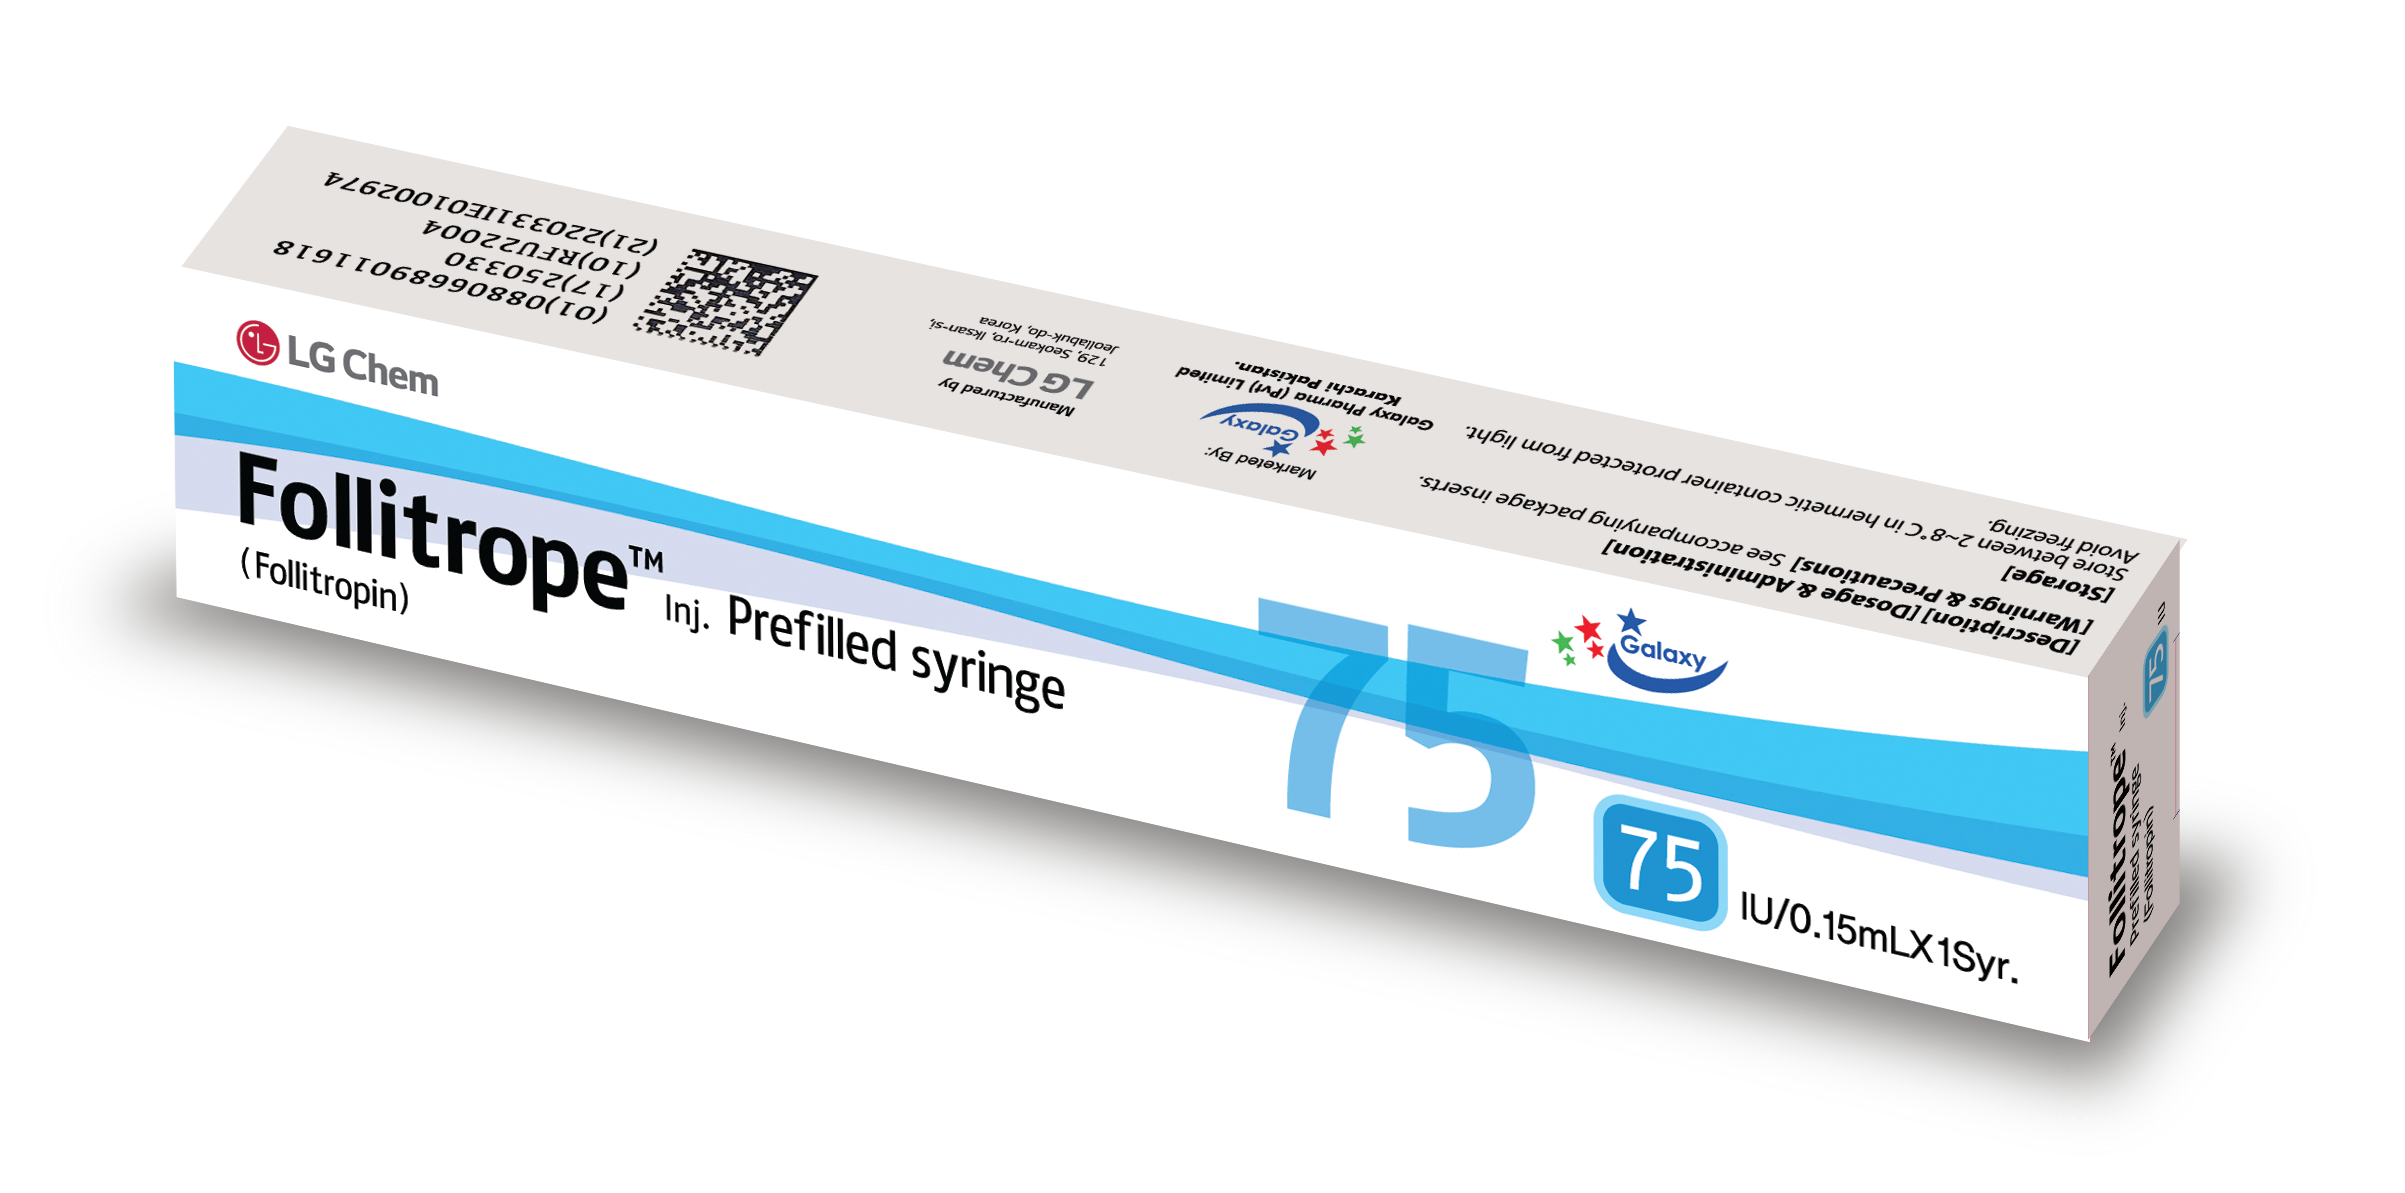 LG Chem
Follitrope™ Inj. Prefilled syringe
(Follitropin)
75
Galaxy
75 IU/0.15mLX1Syr.
(01)08806689011618
(17)250330
(10)RFU22004
(21)220331IE01002974
Manufactured by
LG Chem
129, Seokam-ro, Iksan-si,
Jeollabuk-do, Korea
Marketed By:
Galaxy
Galaxy Pharma (Pvt) Limited
Karachi Pakistan.
[Description] [Dosage & Administration]
[Warnings & Precautions] See accompanying package inserts.
[Storage]
Store between 2~8°C in hermetic container protected from light.
Avoid freezing.
Follitrope™ Inj. 75 IU
Prefilled syringe
(Follitropin)